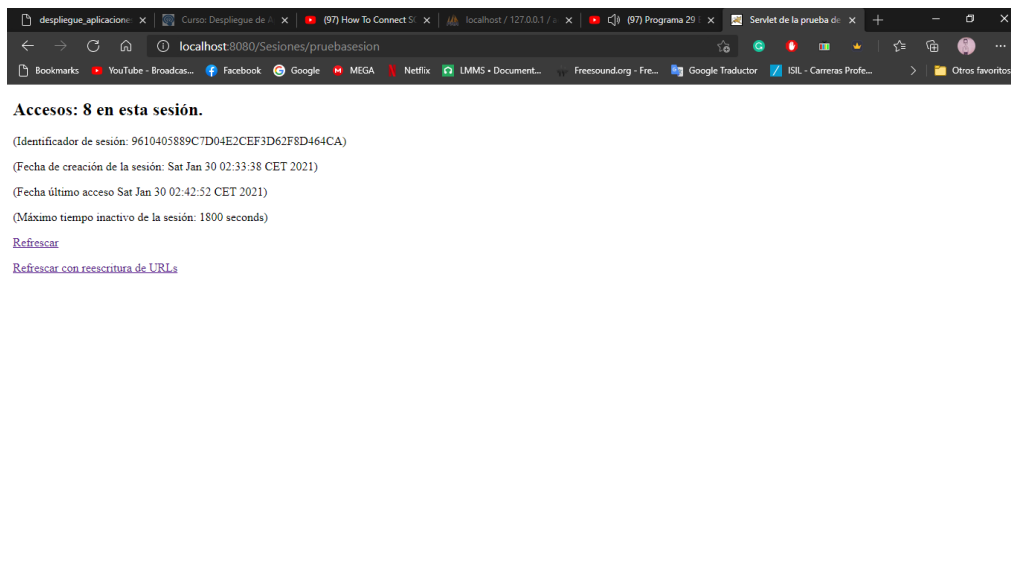 despliegue_aplicacione
Curso: Despliegue de A
(97) How To Connect S
localhost / 127.0.0.1 / a
(97) Programa 29
Servlet de la prueba de
localhost:8080/Sesiones/pruebasesion
Bookmarks
YouTube - Broadcas...
Facebook
Google
MEGA
Netflix
LMMS • Document...
Freesound.org - Fre...
Google Traductor
ISIL - Carreras Profe...
Otros favoritos
Accesos: 8 en esta sesión.
(Identificador de sesión: 9610405889C7D04E2CEF3D62F8D464CA)
(Fecha de creación de la sesión: Sat Jan 30 02:33:38 CET 2021)
(Fecha último acceso Sat Jan 30 02:42:52 CET 2021)
(Máximo tiempo inactivo de la sesión: 1800 seconds)
Refrescar
Refrescar con reescritura de URLs